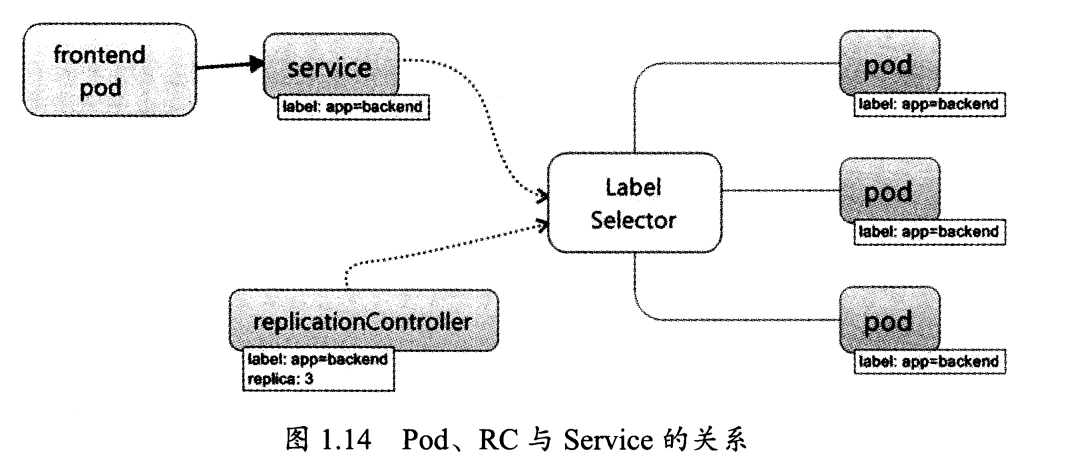 frontend
pod
service
label: app=backend
replicationController
label: app=backend
replica: 3
Label
Selector
pod
label: app=backend
pod
label: app=backend
pod
label: app=backend
图 1.14 Pod、RC 与 Service 的关系